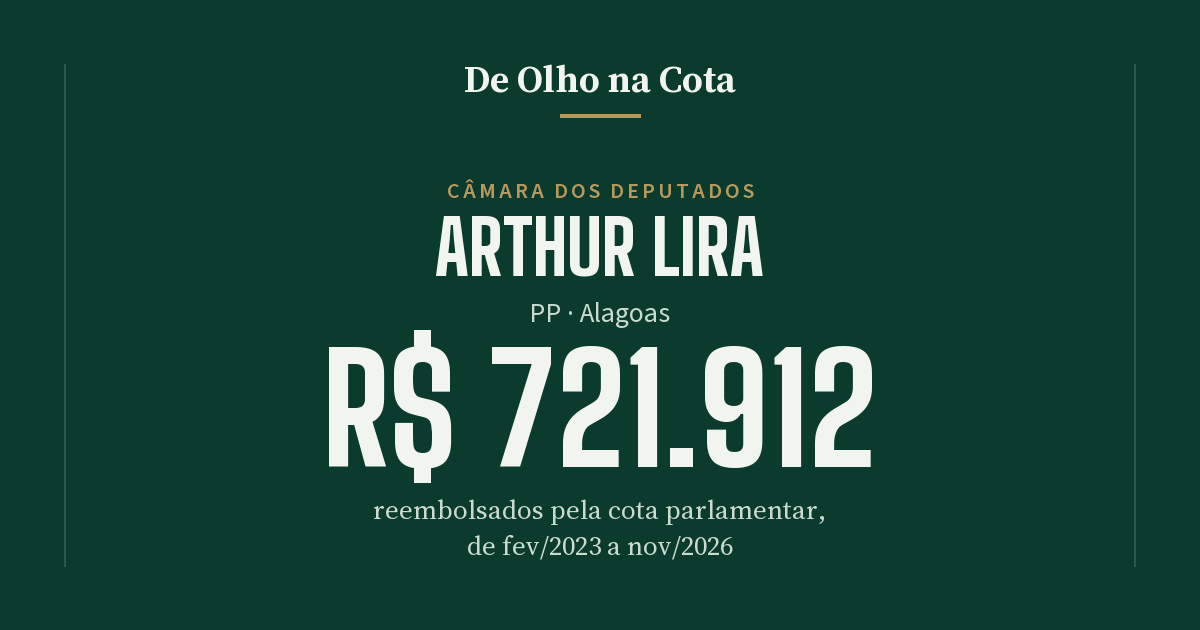 De Olho na Cota
CÂMARA DOS DEPUTADOS
ARTHUR LIRA
PP · Alagoas
R$ 721.912
reembolsados pela cota parlamentar,
de fev/2023 a nov/2026